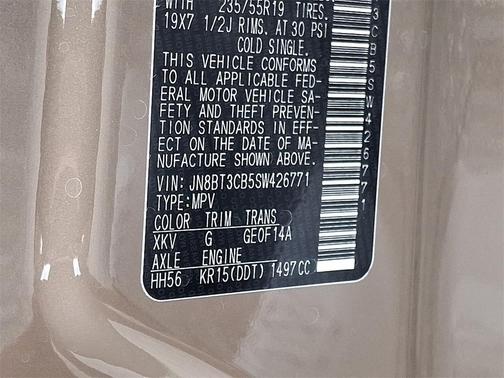 WITH 235/55R19 TIRES.
19X7 1/2J RIMS. AT 30 PSI
COLD SINGLE.
THIS VEHICLE CONFORMS
TO ALL APPLICABLE FED-
ERAL MOTOR VEHICLE SA-
FETY AND THEFT PREVEN-
TION STANDARDS IN EFF-
ECT ON THE DATE OF MA-
NUFACTURE SHOWN ABOVE.
VIN: JN8BT3CB5SW426771
TYPE:MPV
COLOR TRIM TRANS
XKV G GE0F14A
AXLE ENGINE
HH56 KR15(DDT) 1497CC
3CB5SW426771